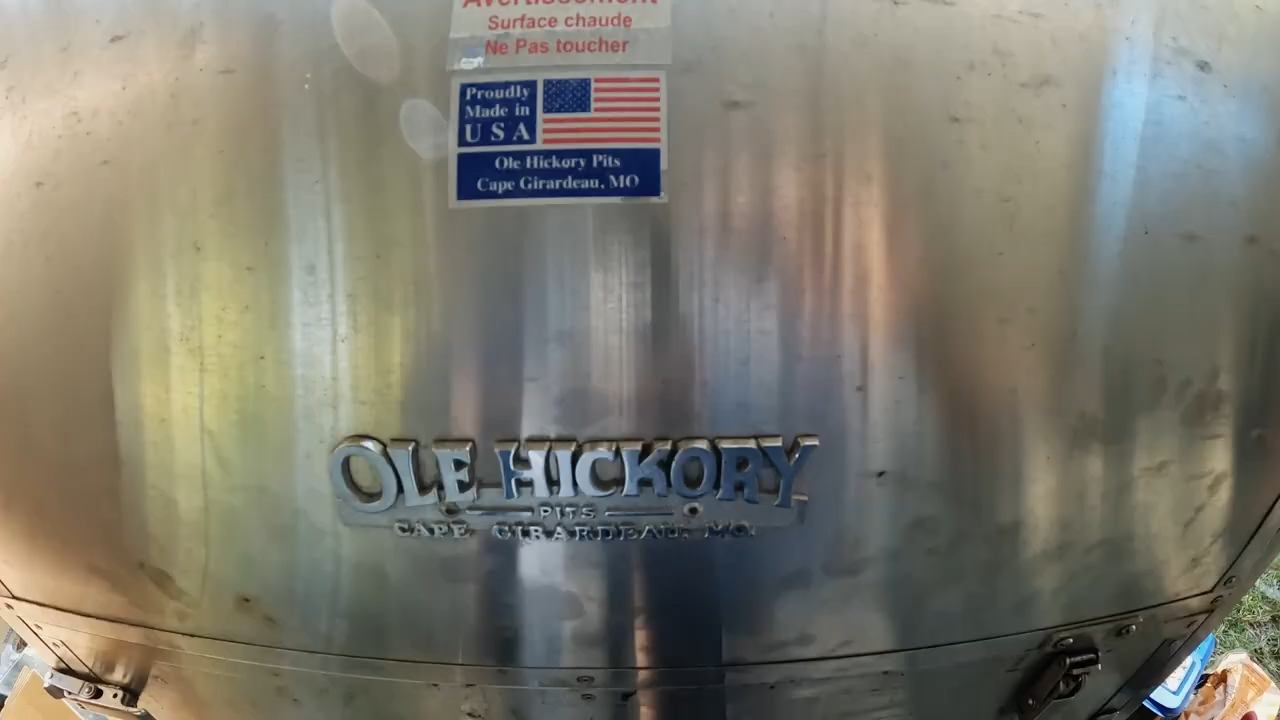 Avertissement
Surface chaude
Ne Pas toucher
Proudly
Made in
USA
Ole Hickory Pits
Cape Girardeau, MO
OLE HICKORY
PITS
CAPE GIRARDEAU, MO.